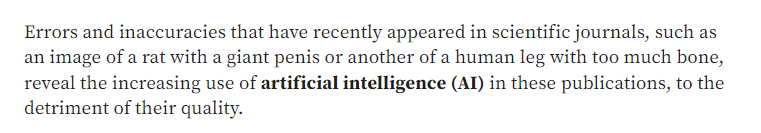 Errors and inaccuracies that have recently appeared in scientific journals, such as
an image of a rat with a giant penis or another of a human leg with too much bone,
reveal the increasing use of artificial intelligence (AI) in these publications, to the
detriment of their quality.